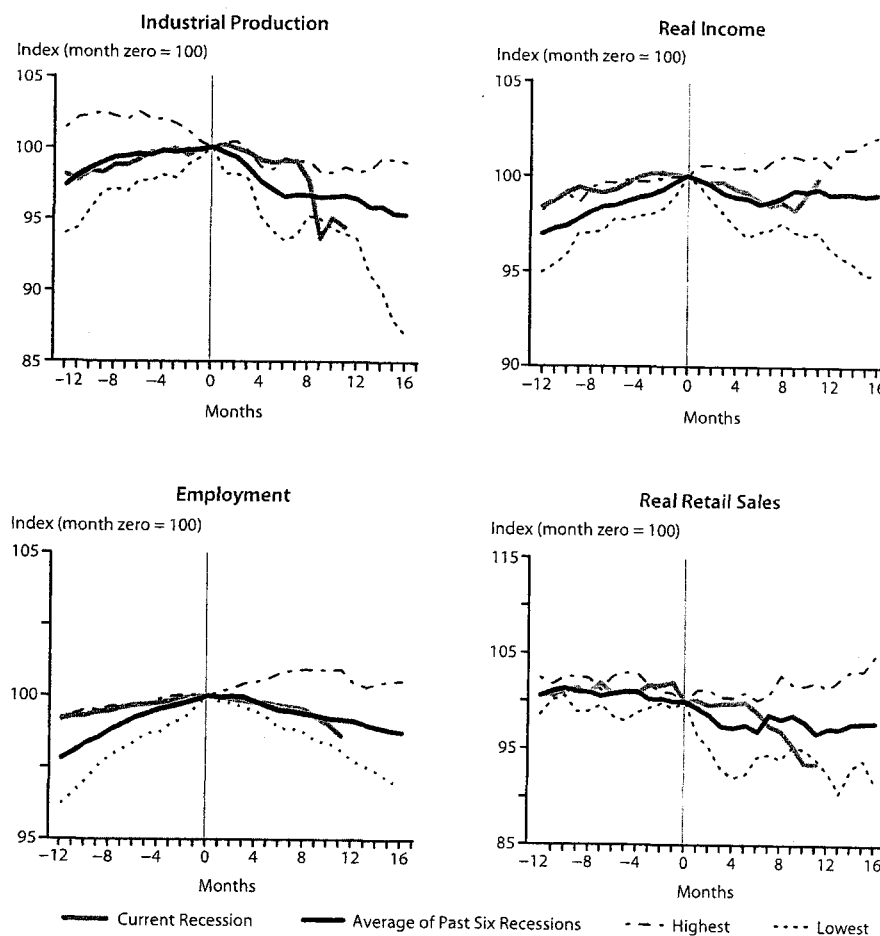 Industrial Production
Index (month zero = 100)
105
100
95
90
85
−12 −8 −4 0 4 8 12 16
Months
Real Income
Index (month zero = 100)
105
100
95
90
−12 −8 −4 0 4 8 12 16
Months
Employment
Index (month zero = 100)
105
100
95
−12 −8 −4 0 4 8 12 16
Months
Real Retail Sales
Index (month zero = 100)
115
105
95
85
−12 −8 −4 0 4 8 12 16
Months
Current Recession Average of Past Six Recessions Highest Lowest